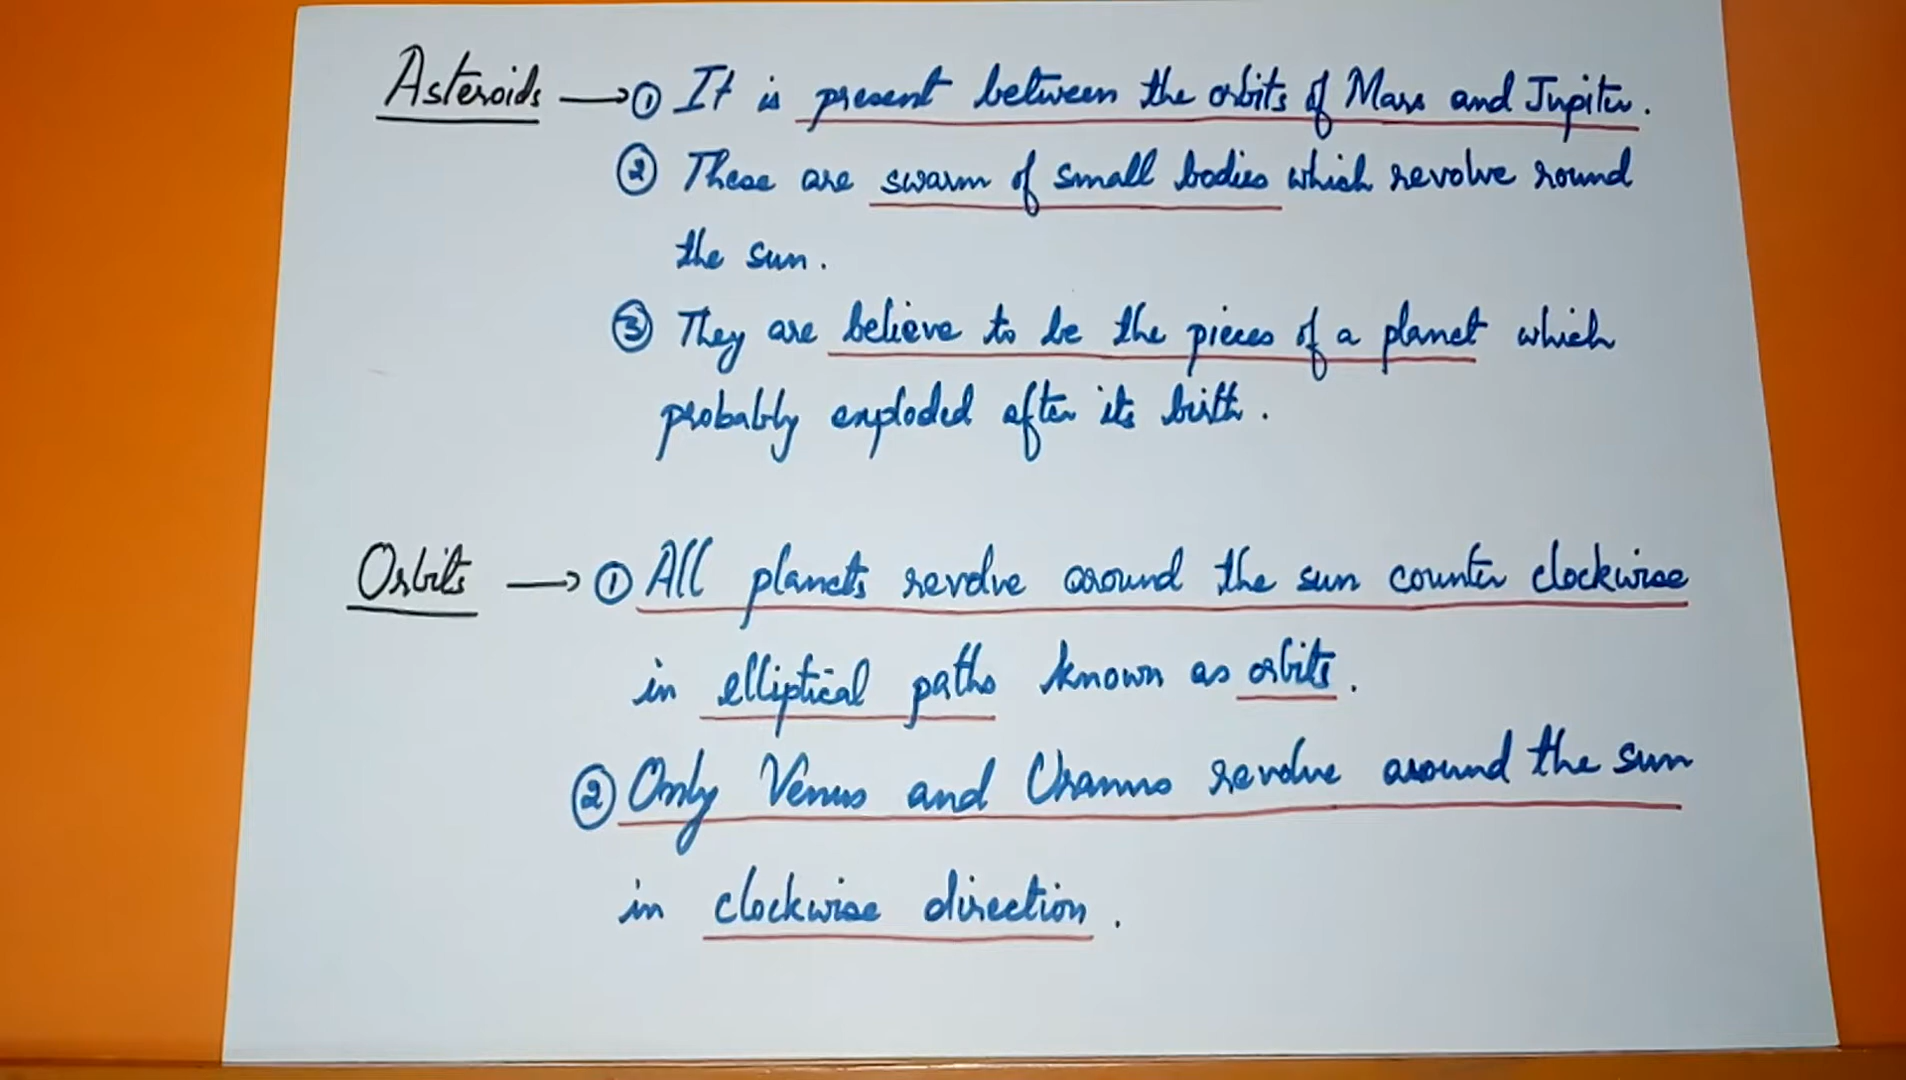 Asteroids → ① It is present between the orbits of Mars and Jupiter.
② These are swarm of small bodies which revolve round
the sun.
③ They are believe to be the pieces of a planet which
probably exploded after its birth.
Orbits → ① All planets revolve around the sun counter clockwise
in elliptical paths known as orbits.
② Only Venus and Uranus revolve around the sun
in clockwise direction.